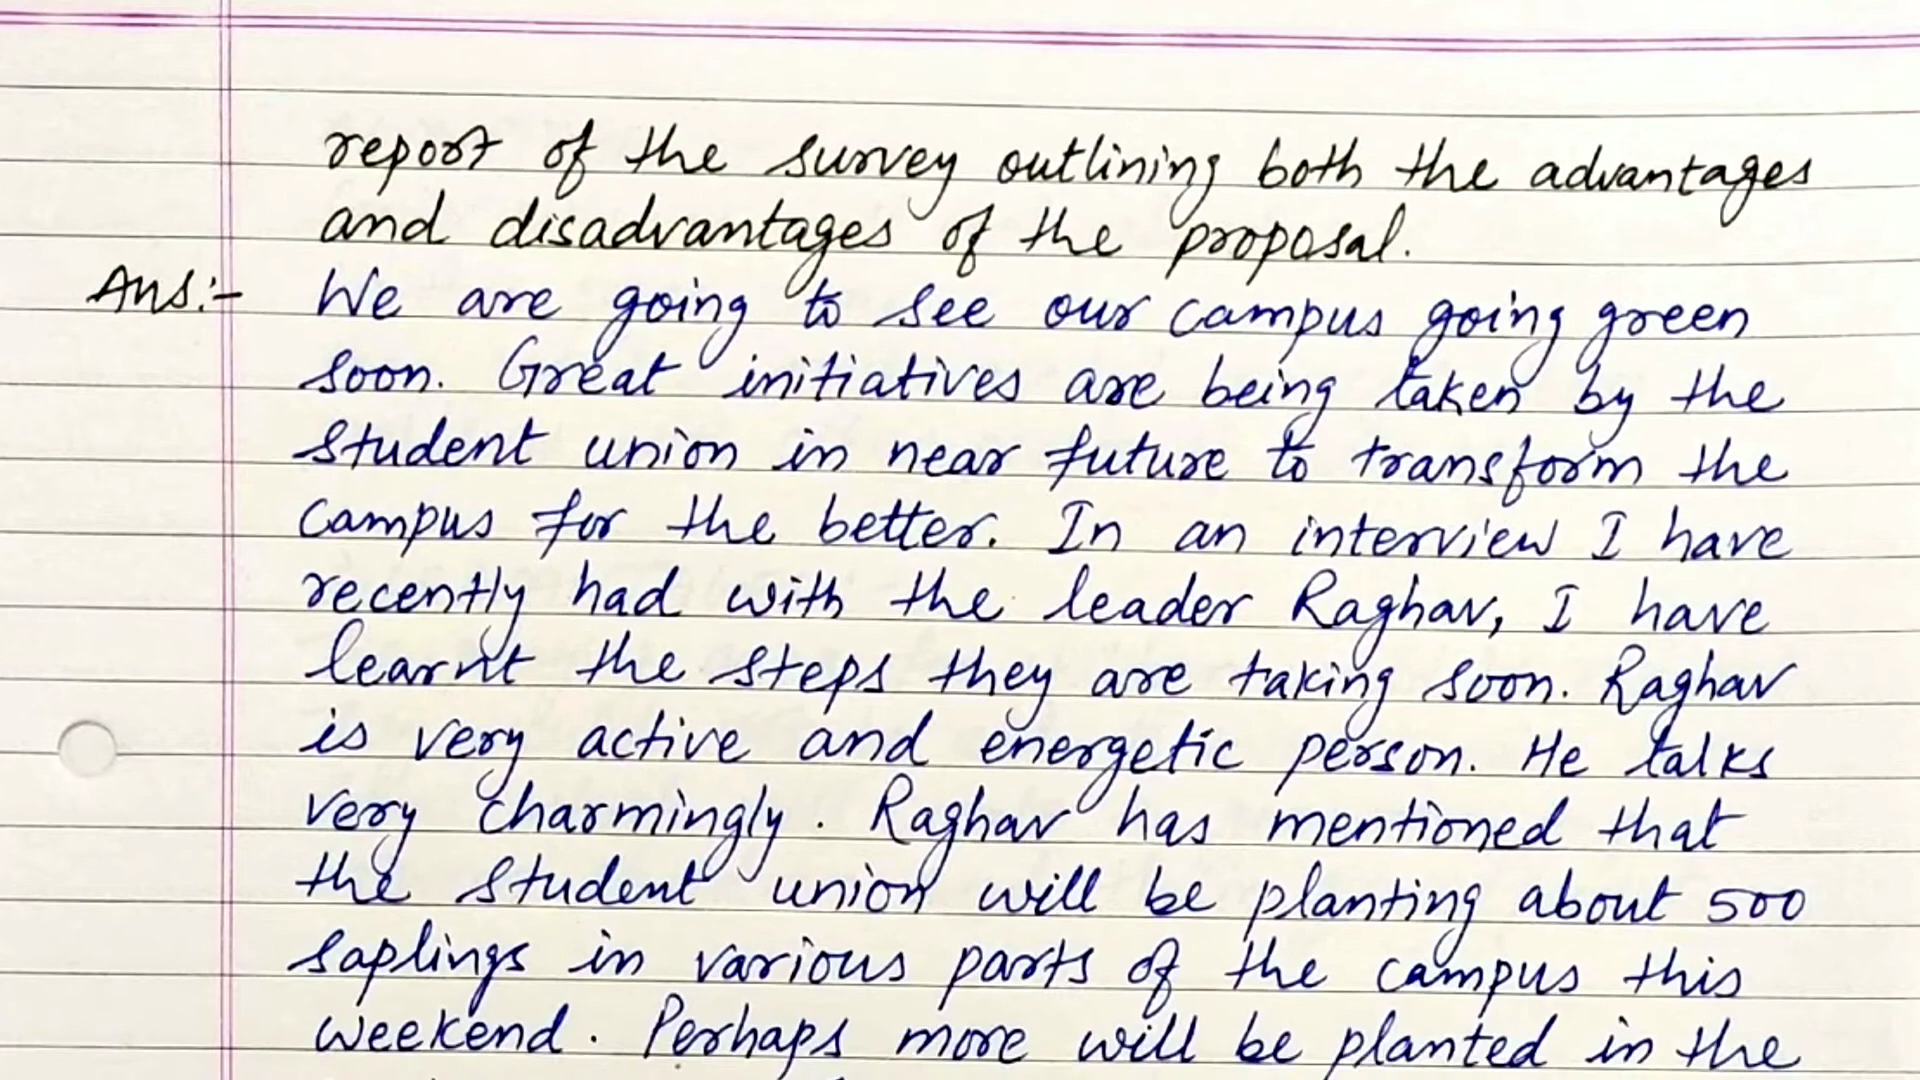 report of the survey outlining both the advantages
and disadvantages of the proposal.
Ans:- We are going to see our campus going green
soon. Great initiatives are being taken by the
student union in near future to transform the
campus for the better. In an interview I have
recently had with the leader Raghav, I have
learnt the steps they are taking soon. Raghav
is very active and energetic person. He talks
very charmingly. Raghav has mentioned that
the student union will be planting about 500
saplings in various parts of the campus this
weekend. Perhaps more will be planted in the